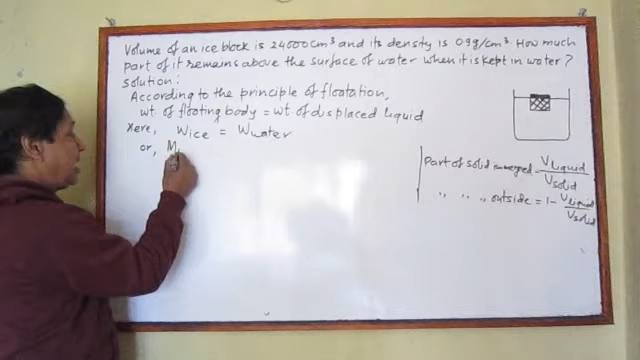 Volume of an ice block is 24000cm³ and its density is 0.9g/cm³. How much
part of it remains above the surface of water when it is kept in water?
solution:
According to the principle of floatation,
wt of floating body = wt of displaced liquid
Here, Wice = Wwater
or, M
Part of solid immerged = Vliquid/Vsolid
" " " outside = 1 - Vliquid/Vsolid